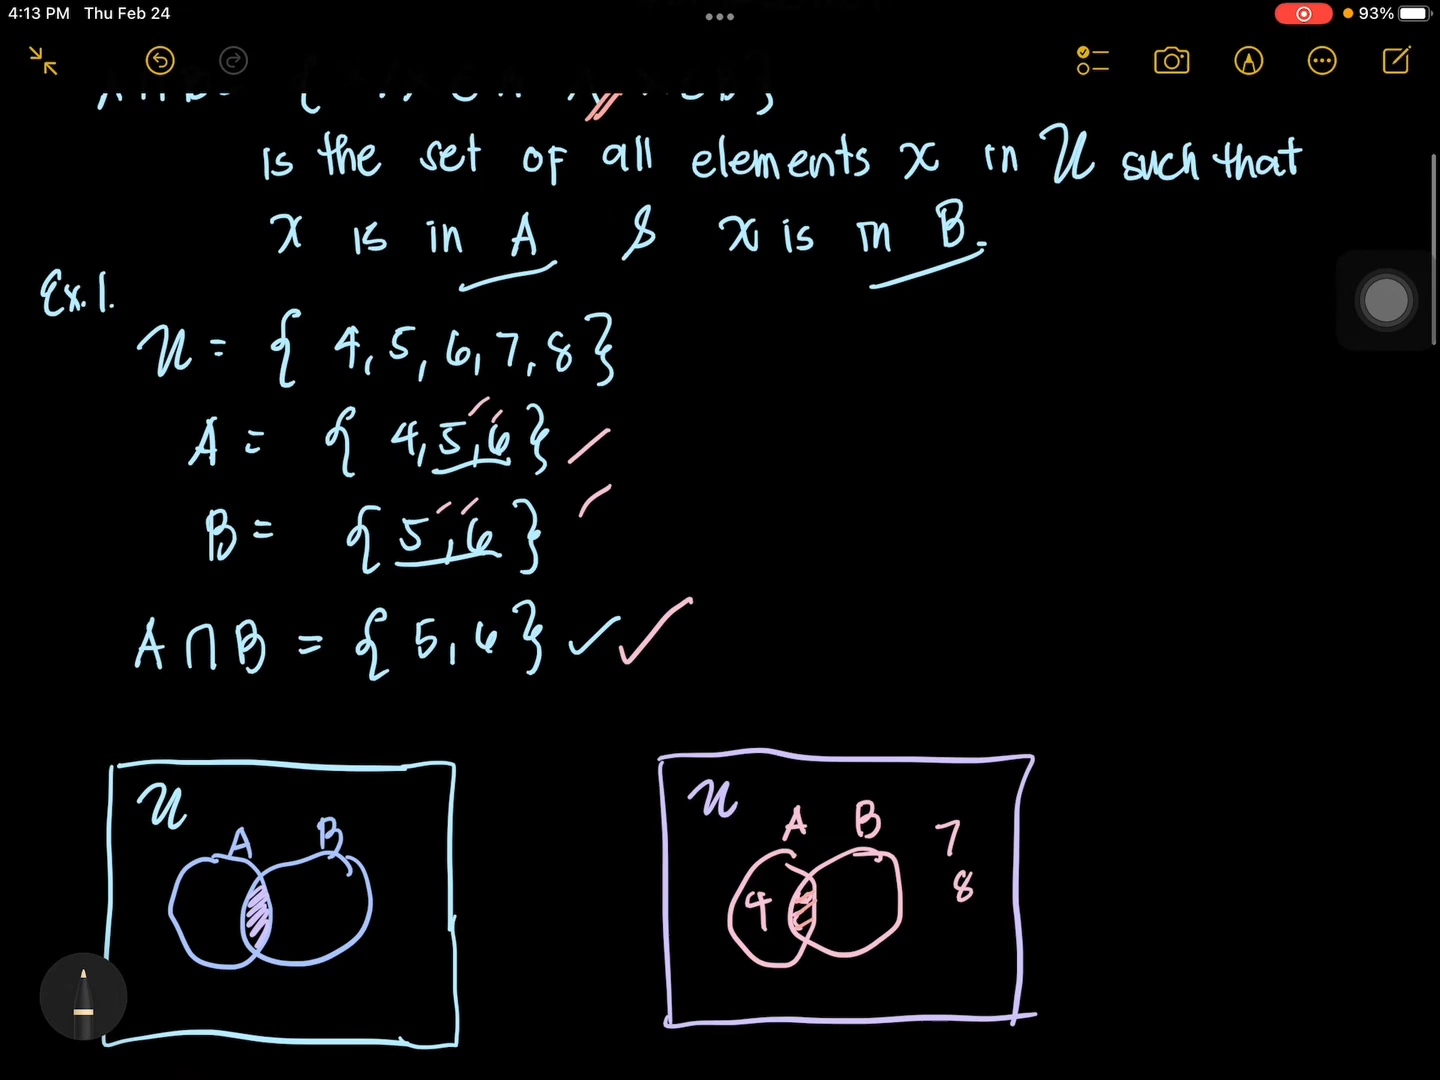 4:13 PM Thu Feb 24
93%
is the set of all elements x in U such that
x is in A & x is in B.
Ex. 1.
U = { 4, 5, 6, 7, 8 }
A = { 4, 5, 6 }
B = { 5, 6 }
A ∩ B = { 5, 6 } ✓ ✓
U
A B
U
A B 7
4 8